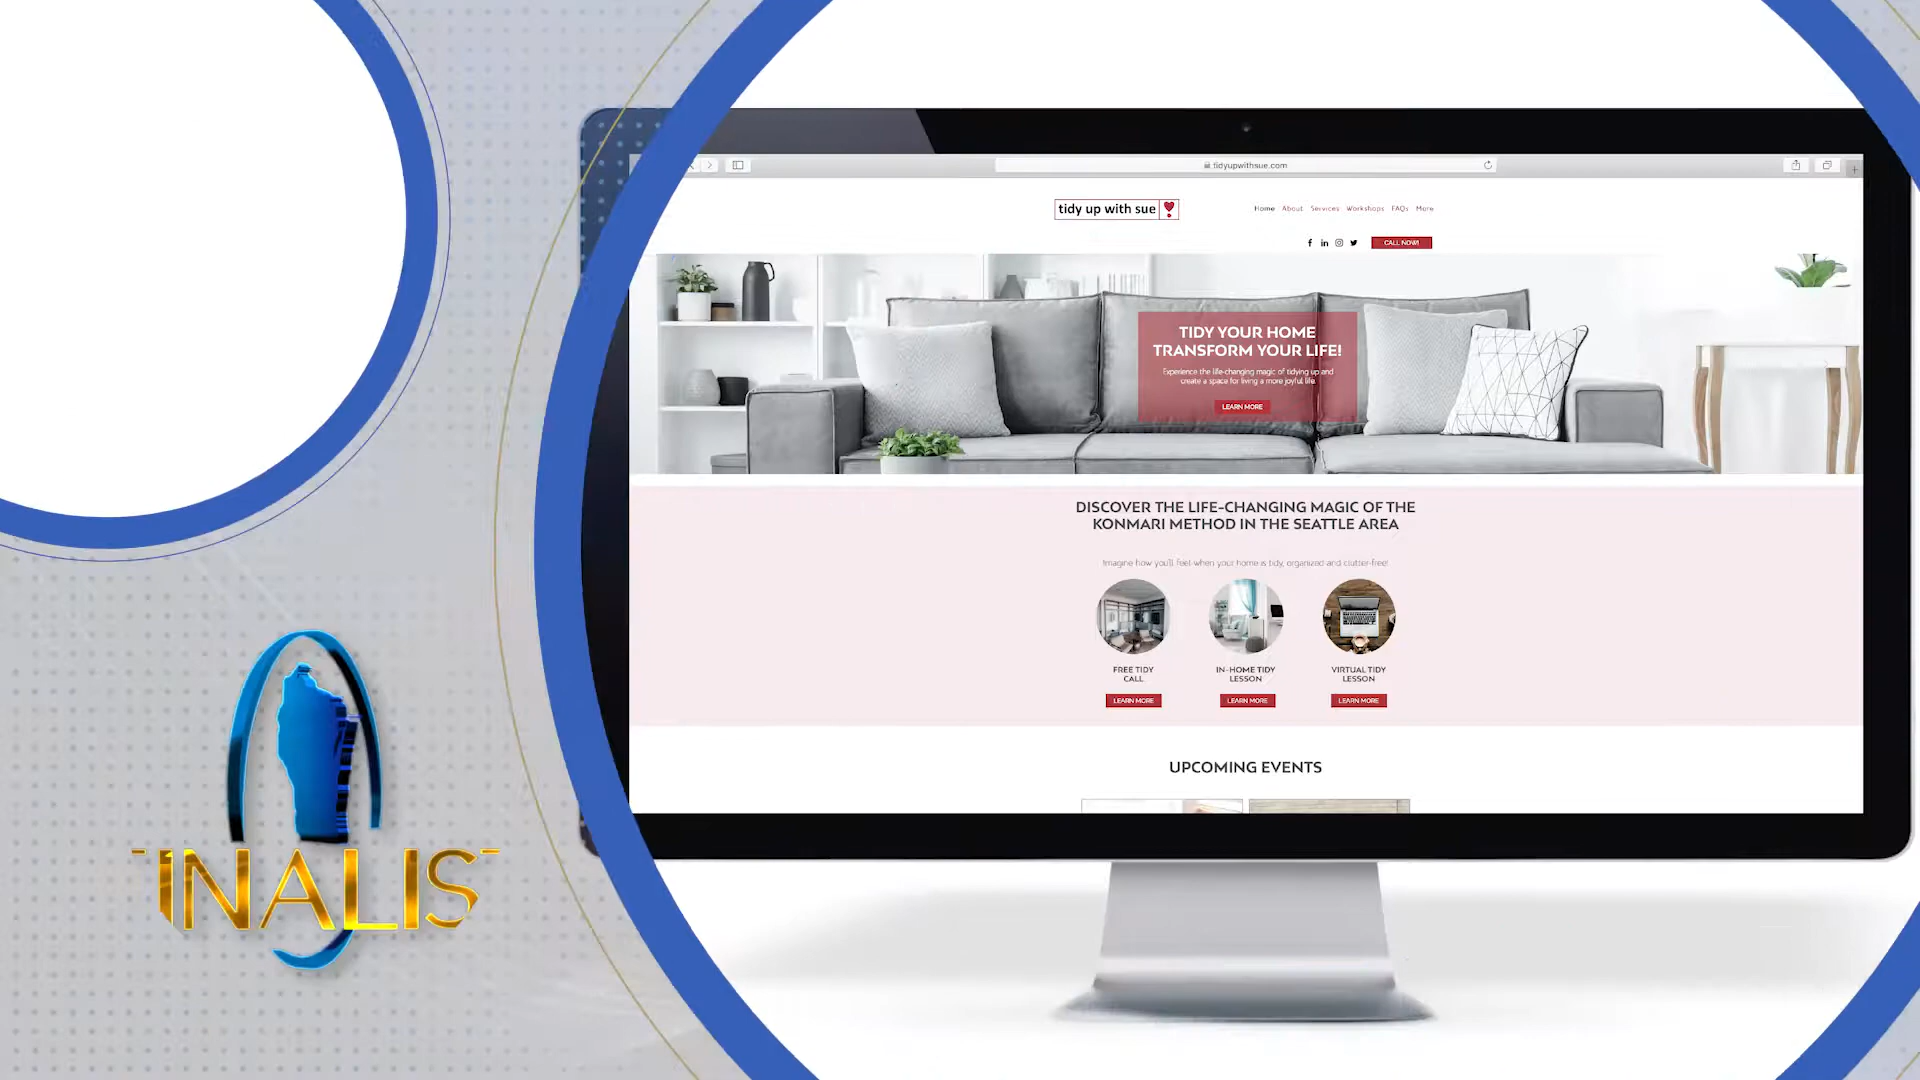 tidyupwithsue.com
tidy up with sue
Home About Services Workshops FAQs More
CALL NOW!
TIDY YOUR HOME
TRANSFORM YOUR LIFE!
Experience the life-changing magic of tidying up and
create a space for living a more joyful life.
LEARN MORE
DISCOVER THE LIFE-CHANGING MAGIC OF THE
KONMARI METHOD IN THE SEATTLE AREA
Imagine how you'll feel when your home is tidy, organized and clutter-free!
FREE TIDY
CALL
LEARN MORE
IN-HOME TIDY
LESSON
LEARN MORE
VIRTUAL TIDY
LESSON
LEARN MORE
UPCOMING EVENTS
INALIS